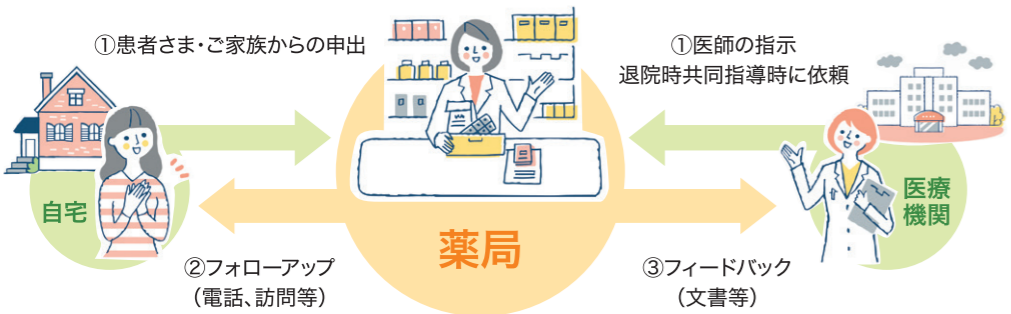 ①患者さま・ご家族からの申出
①医師の指示
退院時共同指導時に依頼
自宅
薬局
医療
機関
②フォローアップ
（電話、訪問等）
③フィードバック
（文書等）